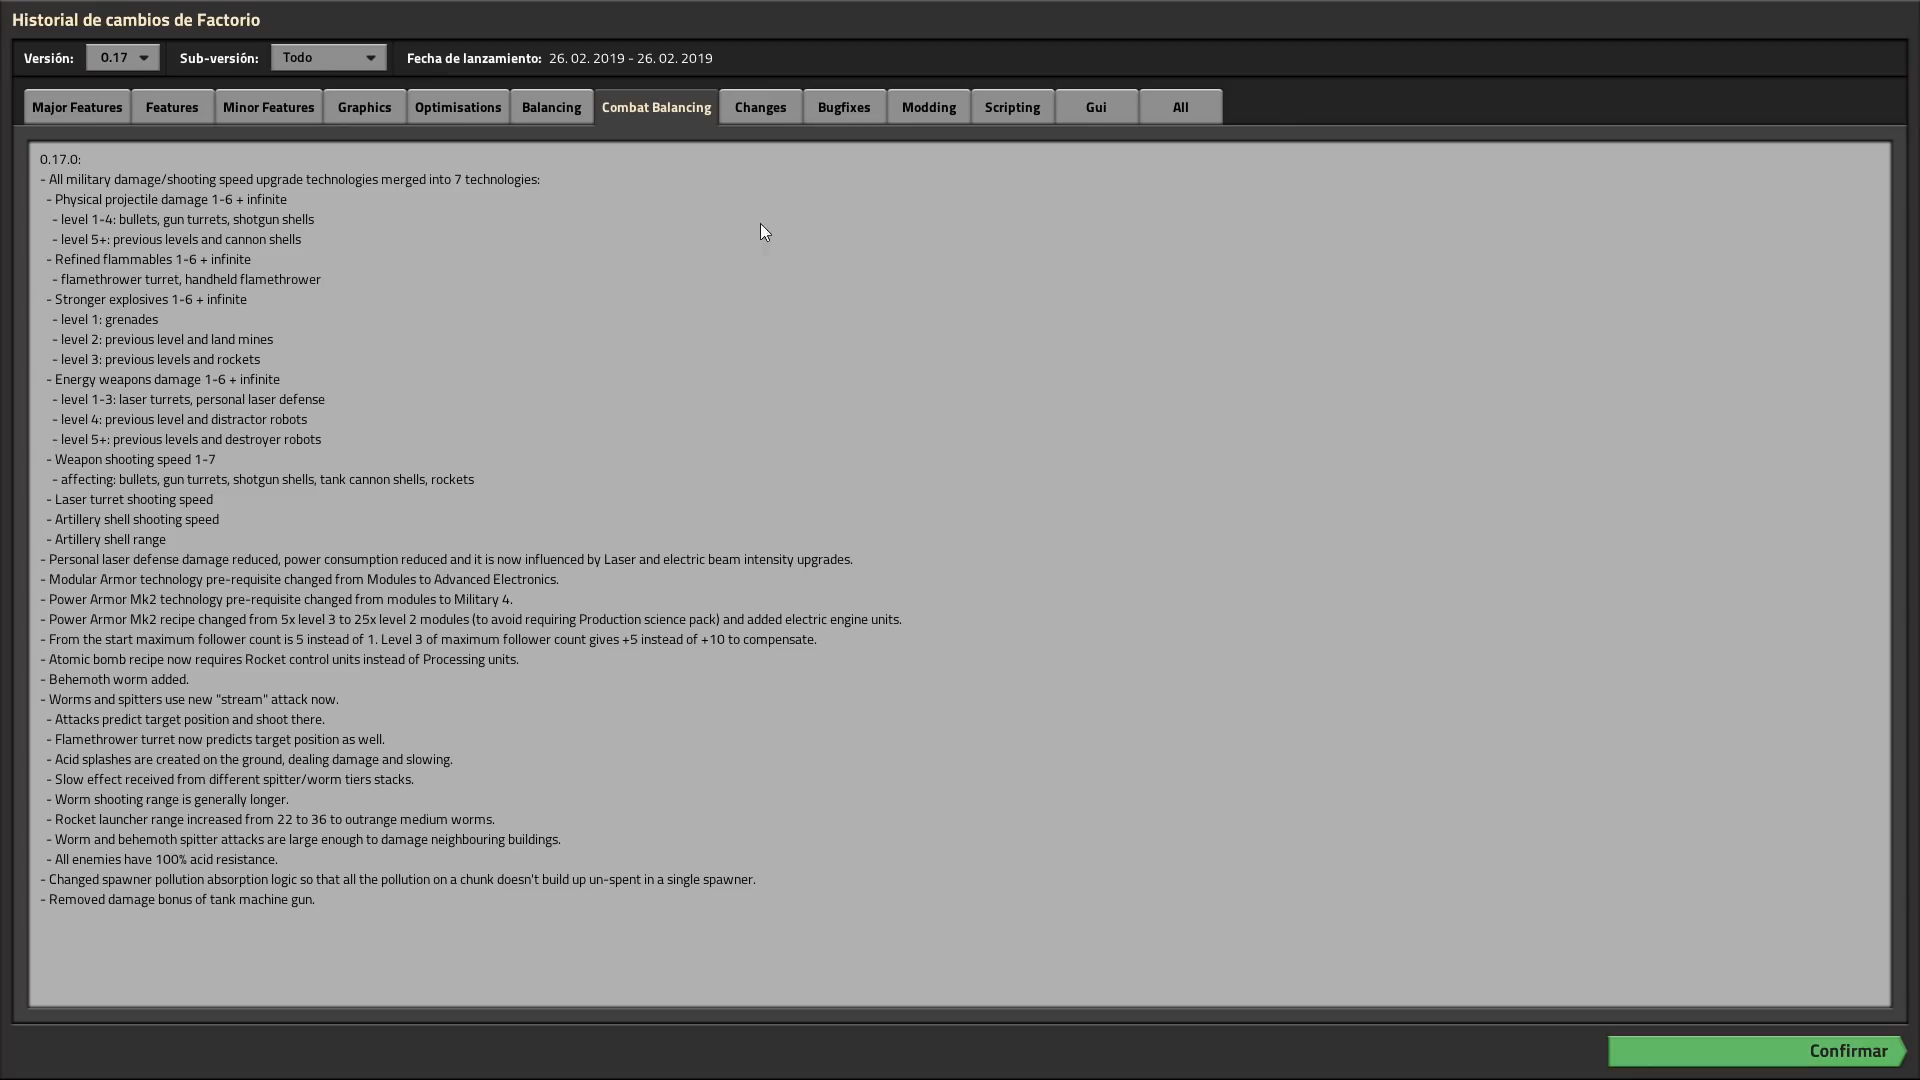 Historial de cambios de Factorio
Versión: 0.17 Sub-versión: Todo Fecha de lanzamiento: 26. 02. 2019 - 26. 02. 2019
Major Features Features Minor Features Graphics Optimisations Balancing Combat Balancing Changes Bugfixes Modding Scripting Gui All
0.17.0:
- All military damage/shooting speed upgrade technologies merged into 7 technologies:
- Physical projectile damage 1-6 + infinite
- level 1-4: bullets, gun turrets, shotgun shells
- level 5+: previous levels and cannon shells
- Refined flammables 1-6 + infinite
- flamethrower turret, handheld flamethrower
- Stronger explosives 1-6 + infinite
- level 1: grenades
- level 2: previous level and land mines
- level 3: previous levels and rockets
- Energy weapons damage 1-6 + infinite
- level 1-3: laser turrets, personal laser defense
- level 4: previous level and distractor robots
- level 5+: previous levels and destroyer robots
- Weapon shooting speed 1-7
- affecting: bullets, gun turrets, shotgun shells, tank cannon shells, rockets
- Laser turret shooting speed
- Artillery shell shooting speed
- Artillery shell range
- Personal laser defense damage reduced, power consumption reduced and it is now influenced by Laser and electric beam intensity upgrades.
- Modular Armor technology pre-requisite changed from Modules to Advanced Electronics.
- Power Armor Mk2 technology pre-requisite changed from modules to Military 4.
- Power Armor Mk2 recipe changed from 5x level 3 to 25x level 2 modules (to avoid requiring Production science pack) and added electric engine units.
- From the start maximum follower count is 5 instead of 1. Level 3 of maximum follower count gives +5 instead of +10 to compensate.
- Atomic bomb recipe now requires Rocket control units instead of Processing units.
- Behemoth worm added.
- Worms and spitters use new "stream" attack now.
- Attacks predict target position and shoot there.
- Flamethrower turret now predicts target position as well.
- Acid splashes are created on the ground, dealing damage and slowing.
- Slow effect received from different spitter/worm tiers stacks.
- Worm shooting range is generally longer.
- Rocket launcher range increased from 22 to 36 to outrange medium worms.
- Worm and behemoth spitter attacks are large enough to damage neighbouring buildings.
- All enemies have 100% acid resistance.
- Changed spawner pollution absorption logic so that all the pollution on a chunk doesn't build up un-spent in a single spawner.
- Removed damage bonus of tank machine gun.
Confirmar